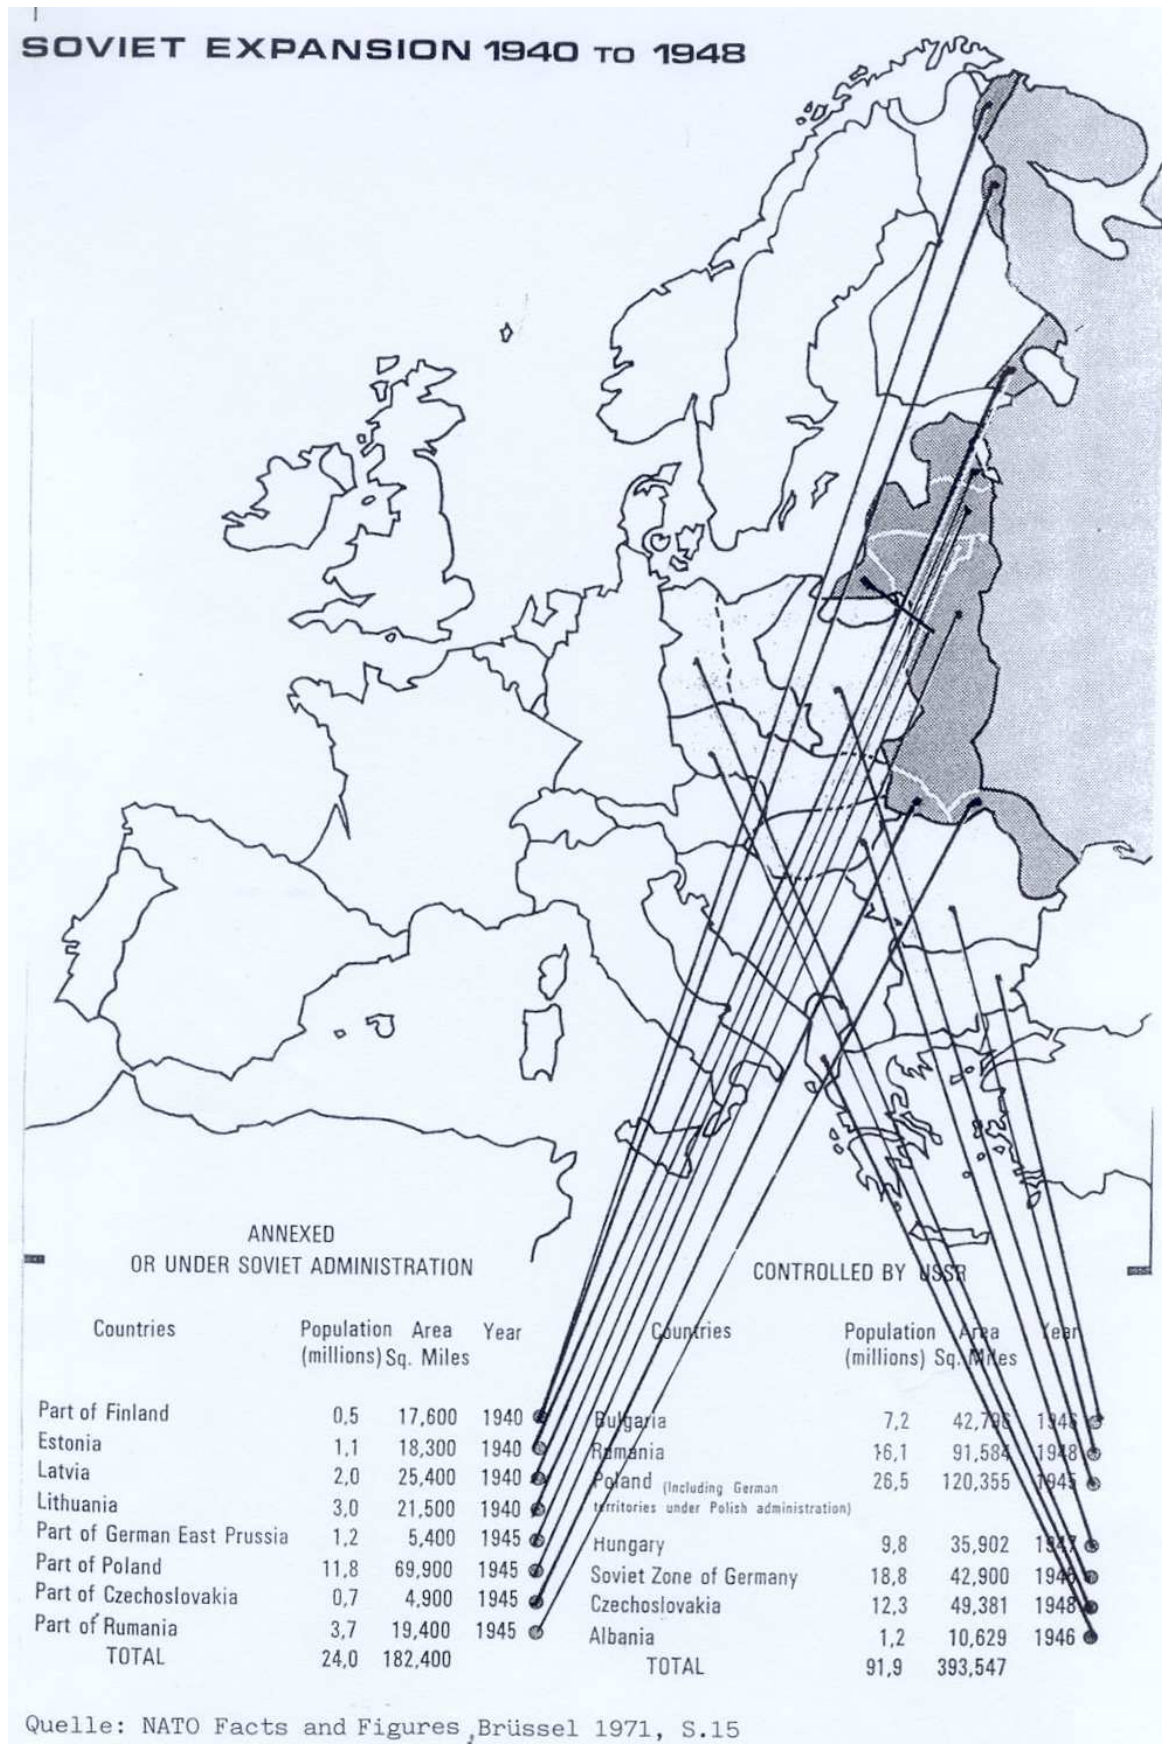 SOVIET EXPANSION 1940 TO 1948
ANNEXED
OR UNDER SOVIET ADMINISTRATION
Countries Population Area Year
(millions) Sq. Miles
Part of Finland 0,5 17,600 1940
Estonia 1,1 18,300 1940
Latvia 2,0 25,400 1940
Lithuania 3,0 21,500 1940
Part of German East Prussia 1,2 5,400 1945
Part of Poland 11,8 69,900 1945
Part of Czechoslovakia 0,7 4,900 1945
Part of Rumania 3,7 19,400 1945
TOTAL 24,0 182,400
CONTROLLED BY USSR
Countries Population Area Year
(millions) Sq. Miles
Bulgaria 7,2 1946
Rumania 16,1 91,584 1948
Poland (Including German 26,5 120,355 1945
territories under Polish administration)
Hungary 9,8 35,902 1947
Soviet Zone of Germany 18,8 42,900
Czechoslovakia 12,3 49,381 1948
Albania 1,2 10,629 1946
TOTAL 91,9 393,547
Quelle: NATO Facts and Figures,Brüssel 1971, S.15